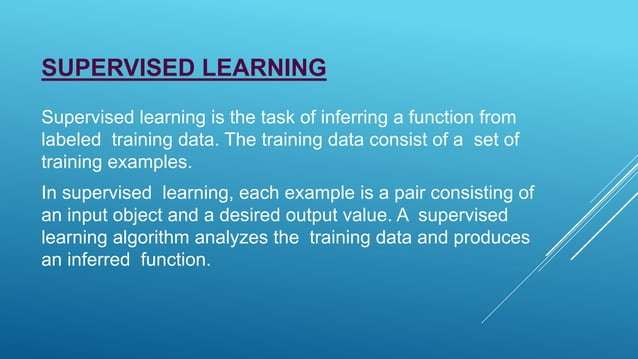 SUPERVISED LEARNING
Supervised learning is the task of inferring a function from
labeled  training data. The training data consist of a  set of
training examples.
In supervised  learning, each example is a pair consisting of
an input object and a desired output value. A  supervised
learning algorithm analyzes the  training data and produces
an inferred  function.